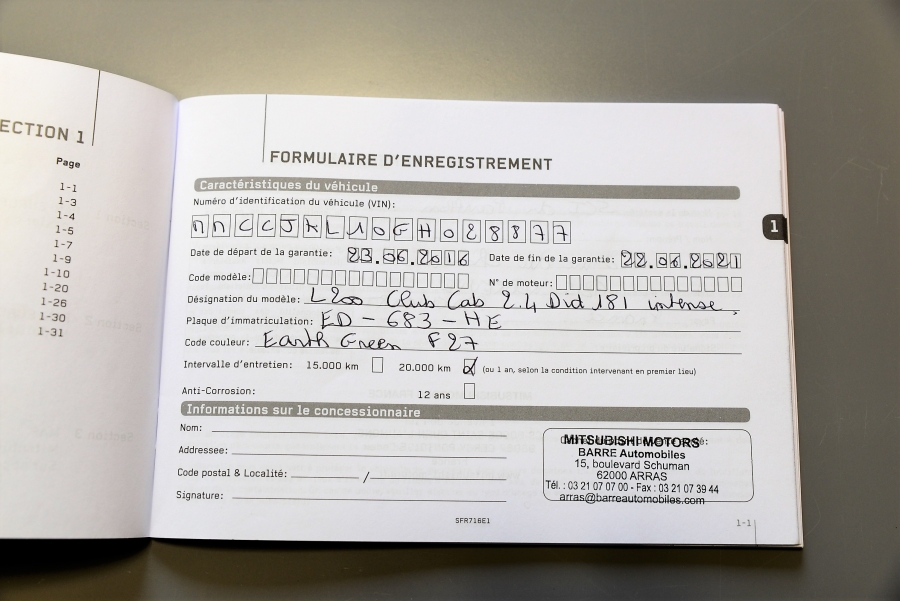 ECTION 1
Page
1-1
1-3
1-4
1-5
1-7
1-9
1-10
1-20
1-26
1-30
1-31
FORMULAIRE D'ENREGISTREMENT
Caractéristiques du véhicule
Numéro d'identification du véhicule (VIN):
MMCCJKL10GH028877
Date de départ de la garantie: 23.06.2016 Date de fin de la garantie: 22.06.2021
Code modèle: N° de moteur:
Désignation du modèle: L200 Club Cab 2.4 Did 181 intense
Plaque d'immatriculation: ED - 683 - HE
Code couleur: Earth Green F27
Intervalle d'entretien: 15.000 km 20.000 km (ou 1 an, selon la condition intervenant en premier lieu)
Anti-Corrosion: 12 ans
Informations sur le concessionnaire
Nom:
Addressee:
Code postal & Localité: /
Signature:
MITSUBISHI MOTORS
BARRE Automobiles
15, boulevard Schuman
62000 ARRAS
Tél. : 03 21 07 07 00 - Fax : 03 21 07 39 44
arras@barreautomobiles.com
SFR716E1
1-1
1